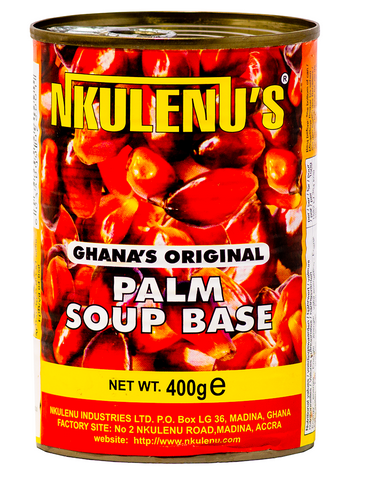 NKULENU'S®
GHANA'S ORIGINAL
PALM
SOUP BASE
NET WT. 400g e
NKULENU INDUSTRIES LTD. P.O. Box LG 36, MADINA, GHANA
FACTORY SITE: No 2 NKULENU ROAD,MADINA, ACCRA
website: http://www.nkulenu.com